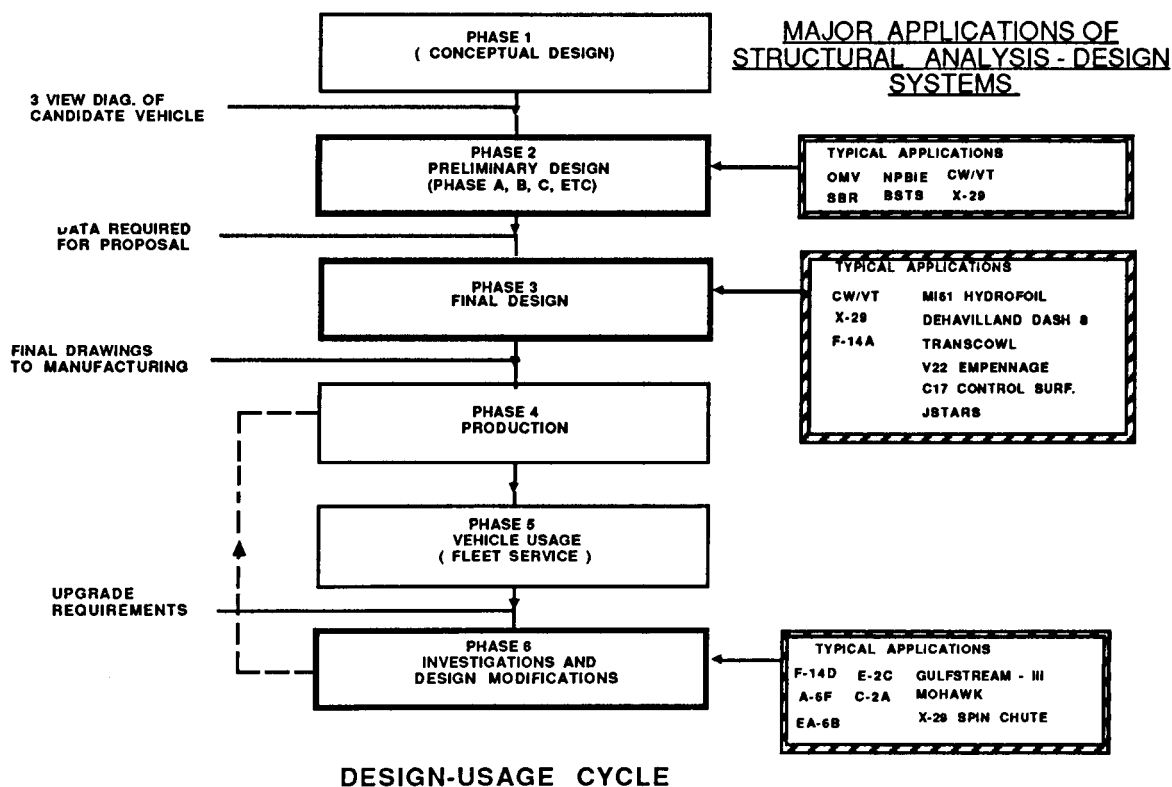 MAJOR APPLICATIONS OF
STRUCTURAL ANALYSIS - DESIGN
SYSTEMS
PHASE 1
( CONCEPTUAL DESIGN)
3 VIEW DIAG. OF
CANDIDATE VEHICLE
PHASE 2
PRELIMINARY DESIGN
(PHASE A, B, C, ETC)
TYPICAL APPLICATIONS
OMV NPBIE CW/VT
SBR BSTS X-29
DATA REQUIRED
FOR PROPOSAL
PHASE 3
FINAL DESIGN
TYPICAL APPLICATIONS
CW/VT MI61 HYDROFOIL
X-29 DEHAVILLAND DASH 8
F-14A TRANSCOWL
V22 EMPENNAGE
C17 CONTROL SURF.
JSTARS
FINAL DRAWINGS
TO MANUFACTURING
PHASE 4
PRODUCTION
PHASE 5
VEHICLE USAGE
( FLEET SERVICE )
UPGRADE
REQUIREMENTS
PHASE 6
INVESTIGATIONS AND
DESIGN MODIFICATIONS
TYPICAL APPLICATIONS
F-14D E-2C GULFSTREAM - III
A-6F C-2A MOHAWK
EA-6B X-29 SPIN CHUTE
DESIGN-USAGE CYCLE